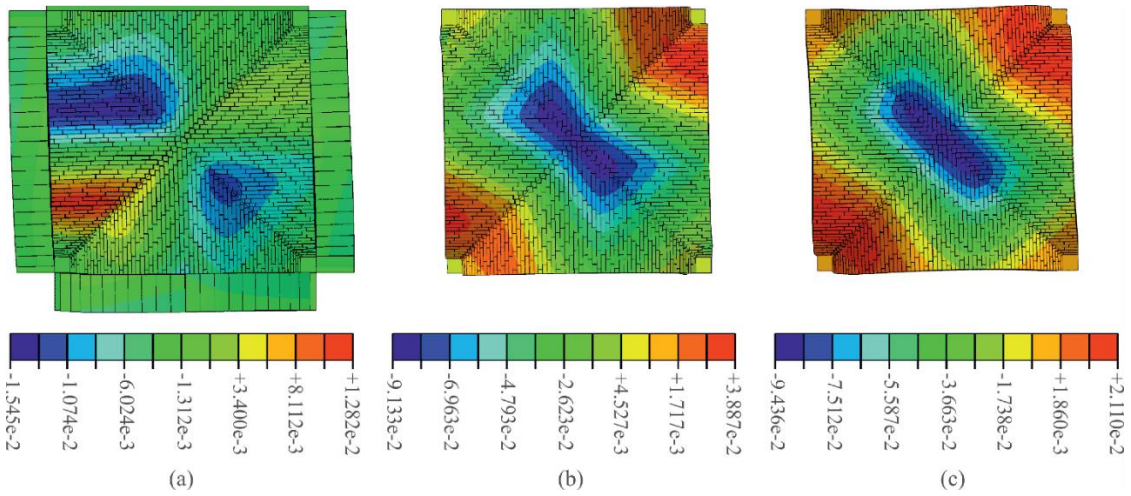 -1.545e-2
-1.074e-2
-6.024e-3
-1.312e-3
+3.400e-3
+8.112e-3
+1.282e-2
-9.133e-2
-6.963e-2
-4.793e-2
-2.623e-2
+4.527e-3
+1.717e-3
+3.887e-2
-9.436e-2
-7.512e-2
-5.587e-2
-3.663e-2
-1.738e-2
+1.860e-3
+2.110e-2
(a)
(b)
(c)